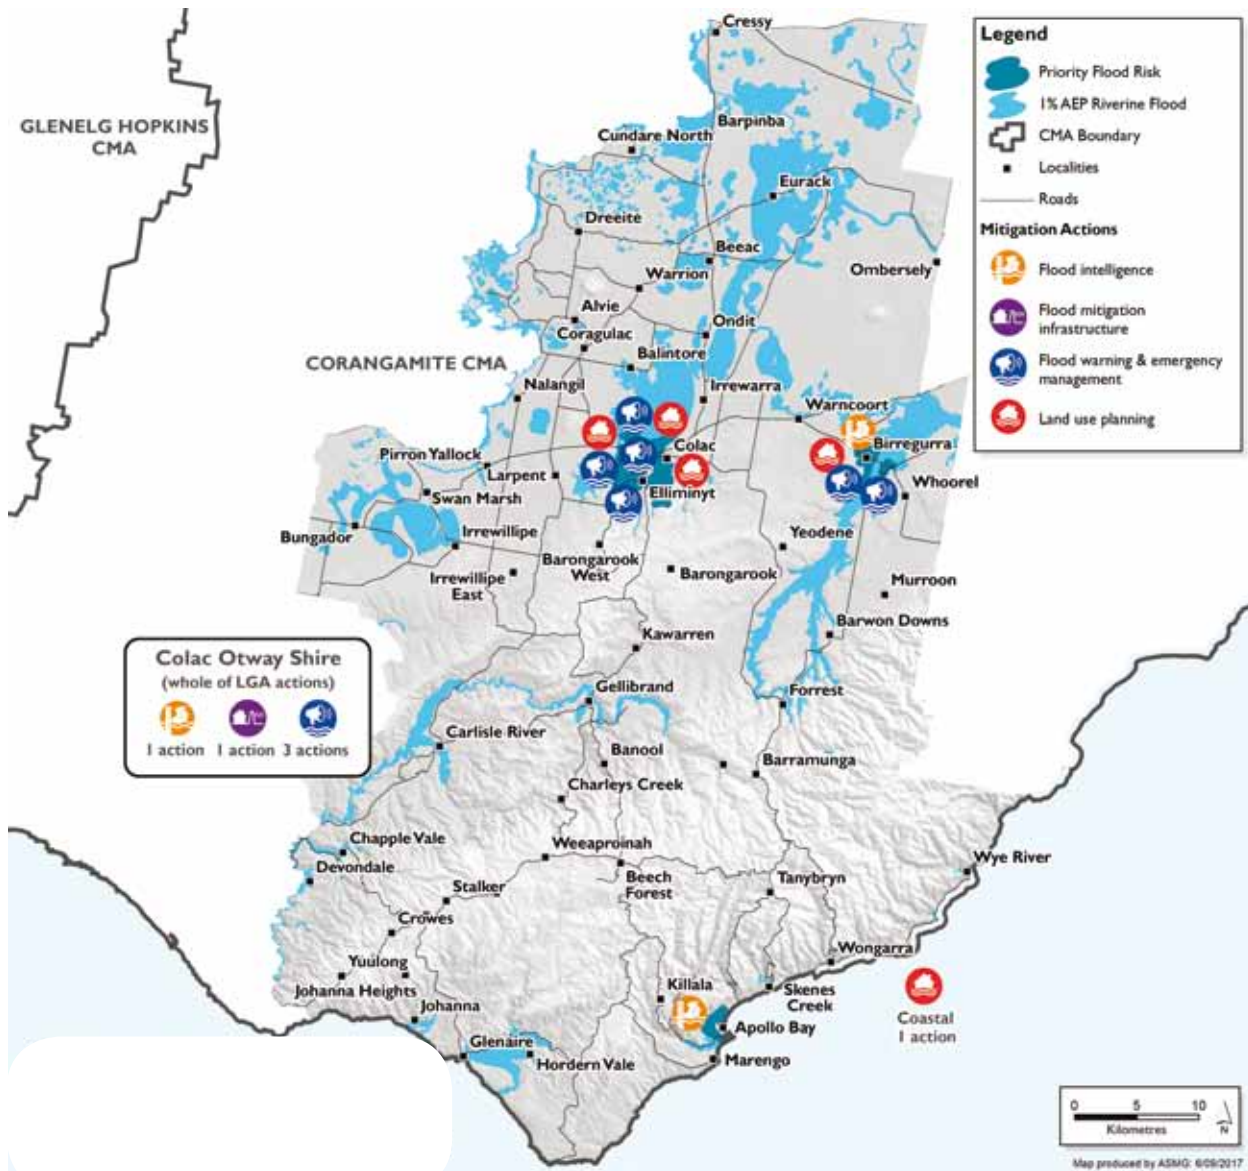 Cressy
Legend
Priority Flood Risk
1% AEP Riverine Flood
CMA Boundary
Localities
Roads
Mitigation Actions
Flood intelligence
Flood mitigation
infrastructure
Flood warning & emergency
management
Land use planning
GLENELG HOPKINS
CMA
Barpinba
Cundare North
Eurack
Dreeite
Beeac
Ombersely
Warrion
Alvie
Ondit
Coragulac
CORANGAMITE CMA
Balintore
Nalangil
Irrewarra
Warncoort
Colac
Birregurra
Pirron Yallock
Larpent
Whoorel
Swan Marsh
Elliminyt
Bungador
Irrewillipe
Yeodene
Barongarook
West
Irrewillipe
East
Barongarook
Murroon
Barwon Downs
Kawarren
Colac Otway Shire
(whole of LGA actions)
1 action 1 action 3 actions
Gellibrand
Forrest
Carlisle River
Banool
Barramunga
Charleys Creek
Chapple Vale
Weeaproinah
Wye River
Devondale
Beech
Forest
Tanybryn
Stalker
Crowes
Wongarra
Yuulong
Johanna Heights
Killala
Skenes
Creek
Coastal
1 action
Johanna
Apollo Bay
Glenaire
Hordern Vale
Marengo
0 5 10
Kilometres
N
Map produced by ASMG: 6/09/2017